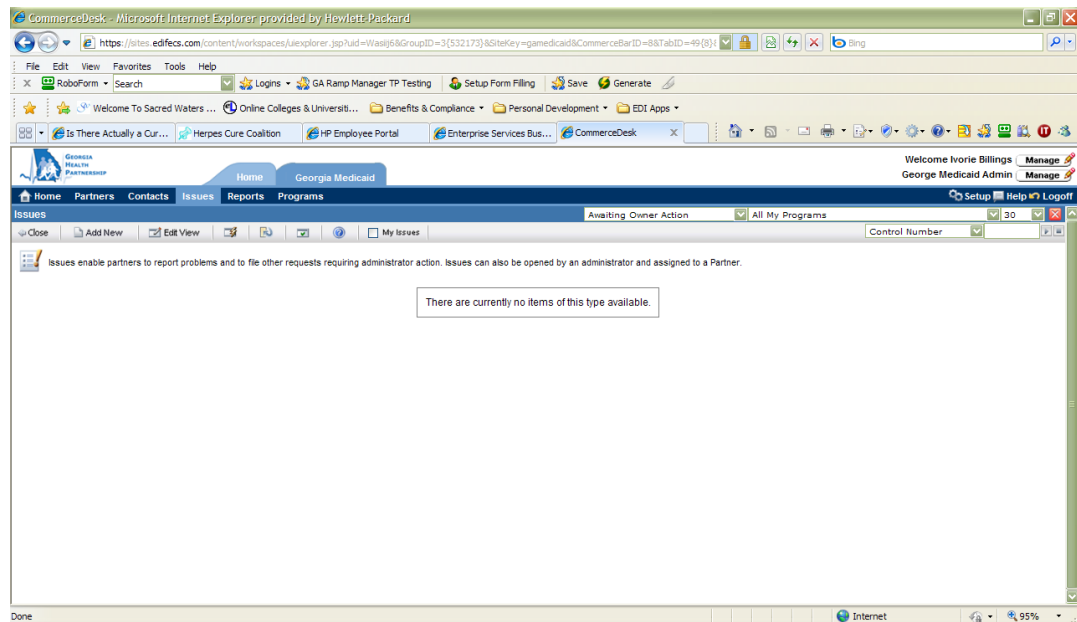 CommerceDesk - Microsoft Internet Explorer provided by Hewlett-Packard
https://sites.edifecs.com/content/workspaces/uiexplorer.jsp?uid=Wasij6&GroupID=3{532173}&SiteKey=gamedicaid&CommerceBarID=8&TabID=49{8}{
Bing
File Edit View Favorites Tools Help
X RoboForm Search Logins GA Ramp Manager TP Testing Setup Form Filling Save Generate
Welcome To Sacred Waters ... Online Colleges & Universiti... Benefits & Compliance Personal Development EDI Apps
Is There Actually a Cur... Herpes Cure Coalition HP Employee Portal Enterprise Services Bus... CommerceDesk X
GEORGIA
HEALTH
PARTNERSHIP
Home Georgia Medicaid
Welcome Ivorie Billings Manage
George Medicaid Admin Manage
Home Partners Contacts Issues Reports Programs Setup Help Logoff
Issues Awaiting Owner Action All My Programs 30
Close Add New Edit View My Issues Control Number
Issues enable partners to report problems and to file other requests requiring administrator action. Issues can also be opened by an administrator and assigned to a Partner.
There are currently no items of this type available.
Done Internet 95%